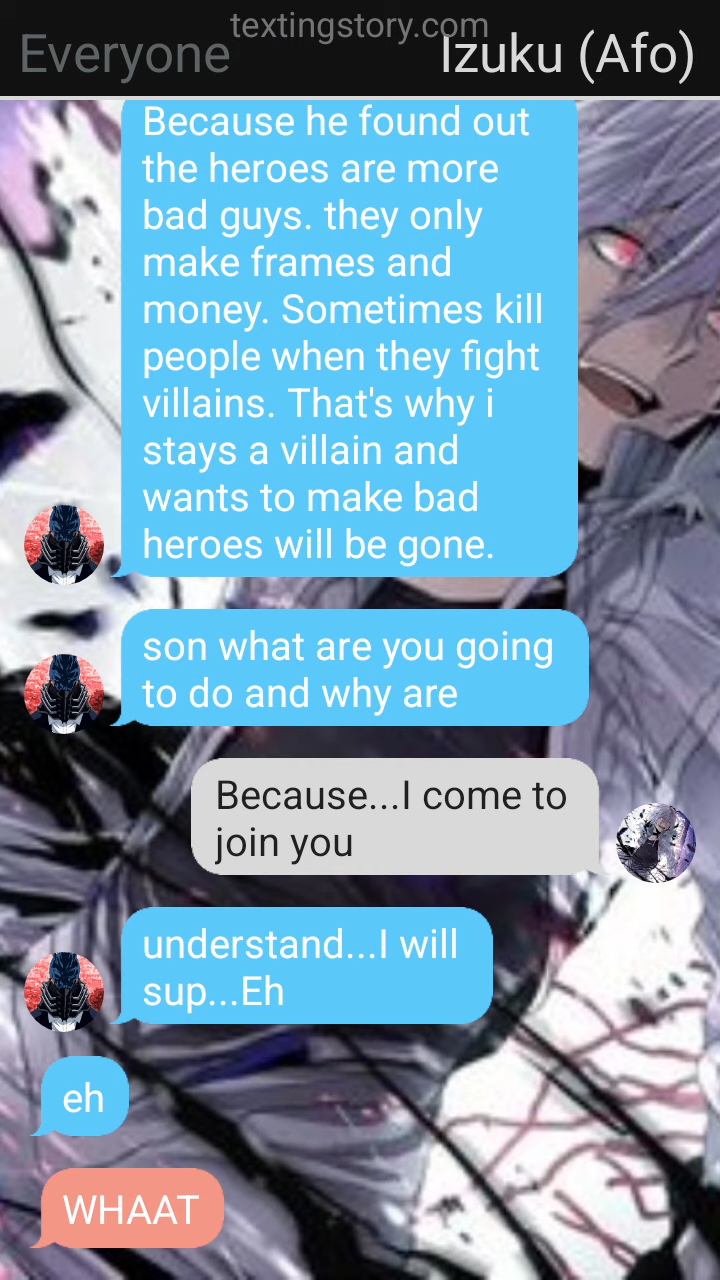 textingstory.com
Everyone
Izuku (Afo)
Because he found out
the heroes are more
bad guys. they only
make frames and
money. Sometimes kill
people when they fight
villains. That's why i
stays a villain and
wants to make bad
heroes will be gone.
son what are you going
to do and why are
Because...I come to
join you
understand...I will
sup...Eh
eh
WHAAT